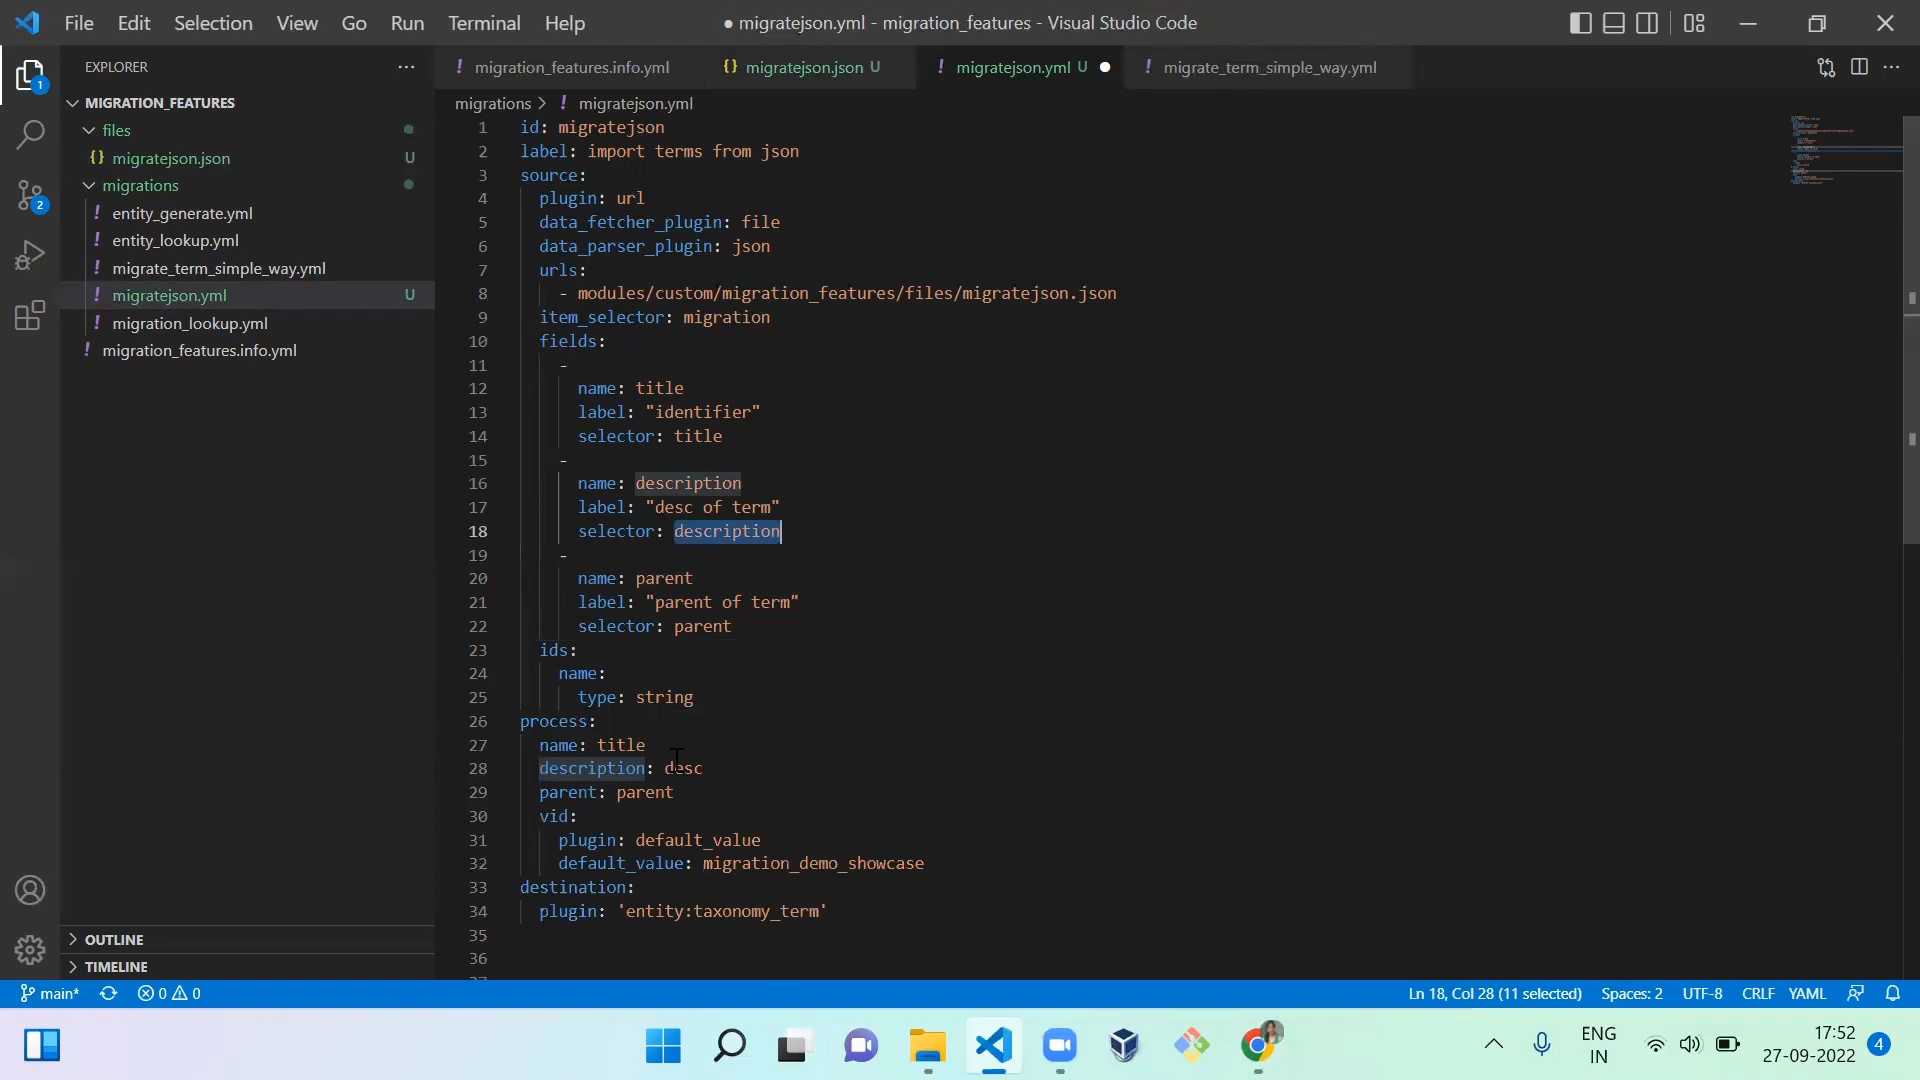 File Edit Selection View Go Run Terminal Help
● migratejson.yml - migration_features - Visual Studio Code
EXPLORER ...
! migration_features.info.yml
{} migratejson.json U
! migratejson.yml U ●
! migrate_term_simple_way.yml
MIGRATION_FEATURES
files
{} migratejson.json U
migrations
! entity_generate.yml
! entity_lookup.yml
! migrate_term_simple_way.yml
! migratejson.yml U
! migration_lookup.yml
! migration_features.info.yml
1
2
OUTLINE
TIMELINE
migrations > ! migratejson.yml
1 id: migratejson
2 label: import terms from json
3 source:
4 plugin: url
5 data_fetcher_plugin: file
6 data_parser_plugin: json
7 urls:
8 - modules/custom/migration_features/files/migratejson.json
9 item_selector: migration
10 fields:
11 -
12 name: title
13 label: "identifier"
14 selector: title
15 -
16 name: description
17 label: "desc of term"
18 selector: description
19 -
20 name: parent
21 label: "parent of term"
22 selector: parent
23 ids:
24 name:
25 type: string
26 process:
27 name: title
28 description: desc
29 parent: parent
30 vid:
31 plugin: default_value
32 default_value: migration_demo_showcase
33 destination:
34 plugin: 'entity:taxonomy_term'
35
36
main* 0 0
Ln 18, Col 28 (11 selected) Spaces: 2 UTF-8 CRLF YAML
ENG
IN
17:52
27-09-2022
4